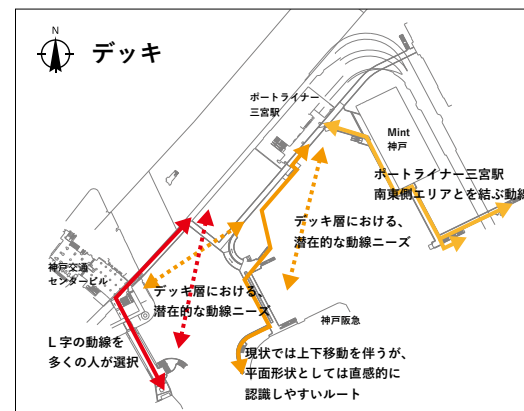 N
デッキ
ポートライナー
三宮駅
Mint
神戸
ポートライナー三宮駅
南東側エリアとを結ぶ動線
デッキ層における、
潜在的な動線ニーズ
神戸交通
センタービル
デッキ層における、
潜在的な動線ニーズ
神戸阪急
L字の動線を
多くの人が選択
現状では上下移動を伴うが、
平面形状としては直感的に
認識しやすいルート